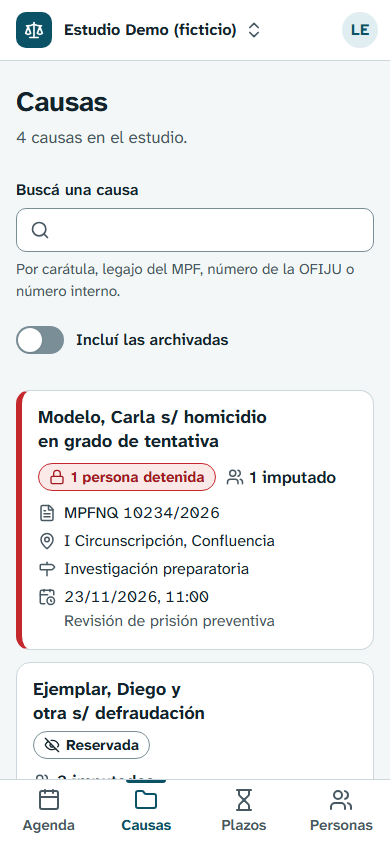 Estudio Demo (ficticio)
LE
Causas
4 causas en el estudio.
Buscá una causa
Por carátula, legajo del MPF, número de la OFIJU o
número interno.
Incluí las archivadas
Modelo, Carla s/ homicidio
en grado de tentativa
1 persona detenida
1 imputado
MPFNQ 10234/2026
I Circunscripción, Confluencia
Investigación preparatoria
23/11/2026, 11:00
Revisión de prisión preventiva
Ejemplar, Diego y
otra s/ defraudación
Reservada
Agenda
Causas
Plazos
Personas